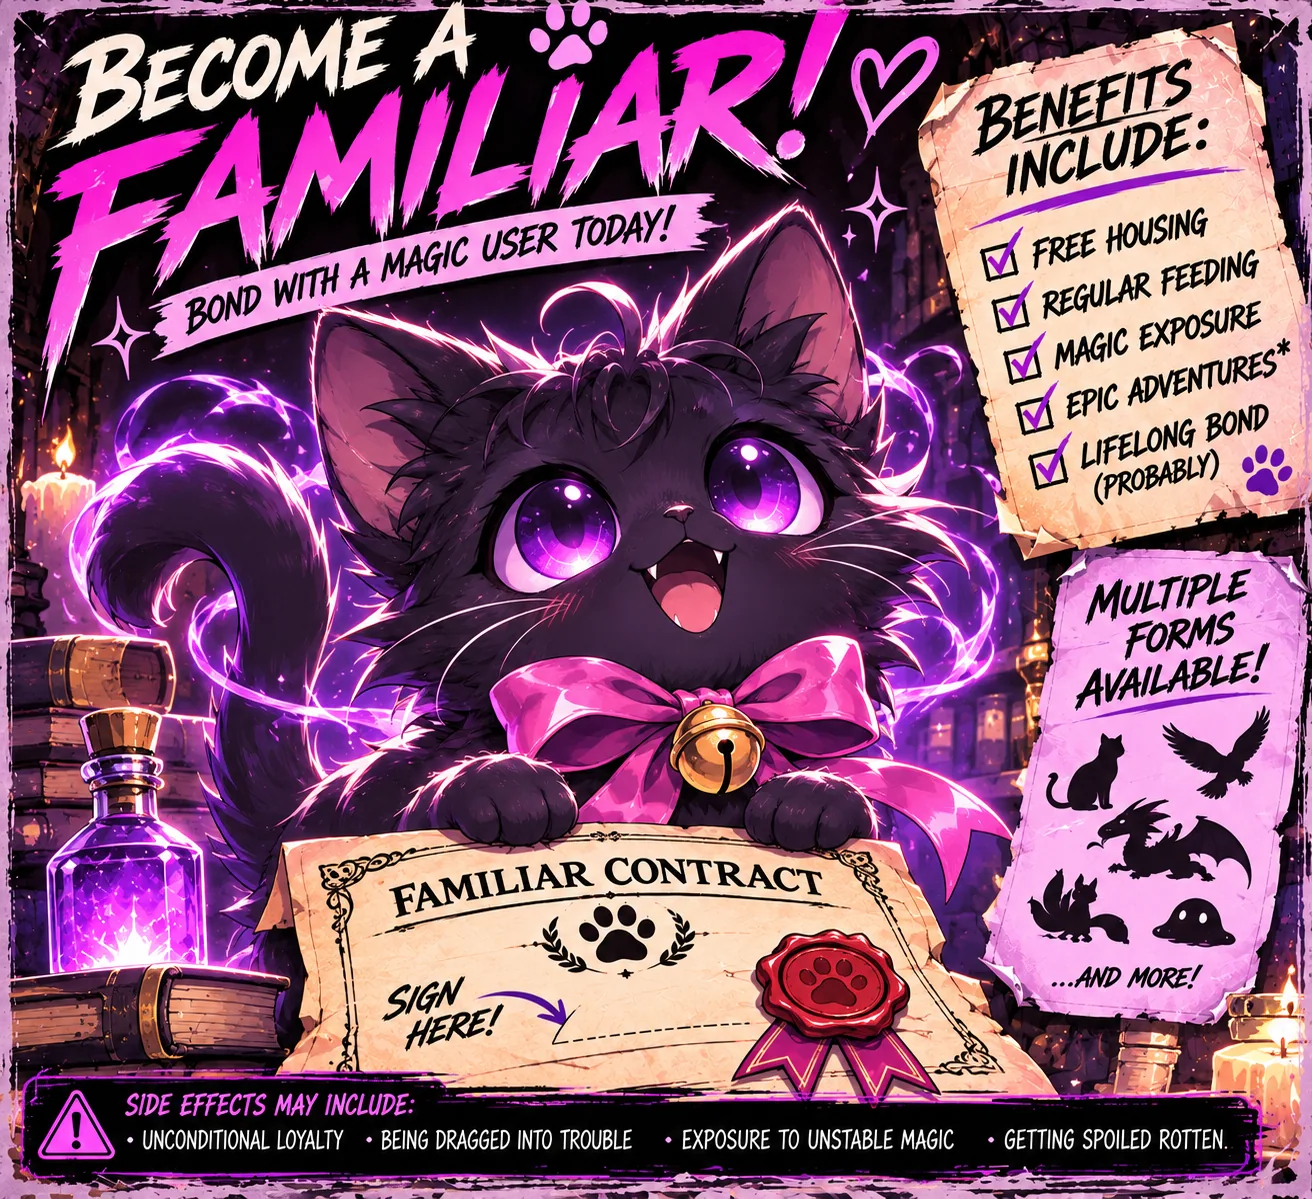 BECOME A
FAMILIAR!
BOND WITH A MAGIC USER TODAY!
BENEFITS
INCLUDE:
FREE HOUSING
REGULAR FEEDING
MAGIC EXPOSURE
EPIC ADVENTURES*
LIFELONG BOND
(PROBABLY)
MULTIPLE
FORMS
AVAILABLE!
...AND MORE!
FAMILIAR CONTRACT
SIGN
HERE!
SIDE EFFECTS MAY INCLUDE:
• UNCONDITIONAL LOYALTY • BEING DRAGGED INTO TROUBLE • EXPOSURE TO UNSTABLE MAGIC • GETTING SPOILED ROTTEN.